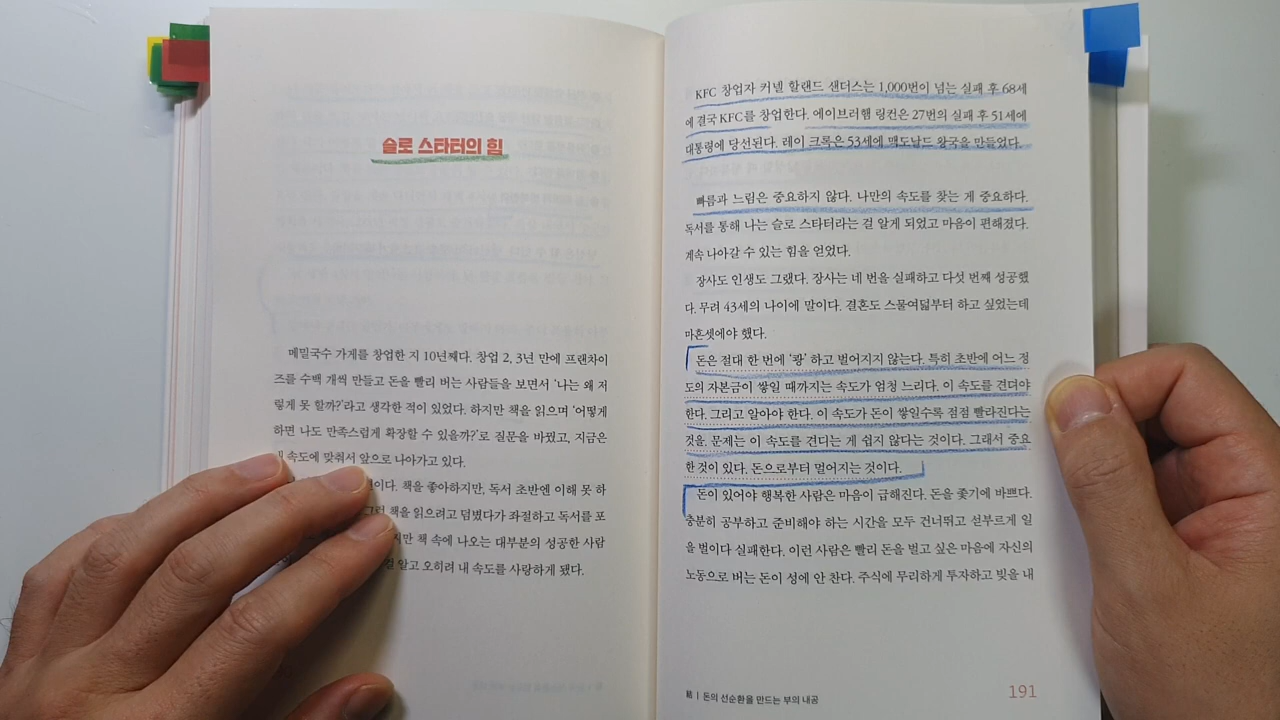 슬로 스타터의 힘
메밀국수 가게를 창업한 지 10년째다. 창업 2, 3년 만에 프랜차이
즈를 수백 개씩 만들고 돈을 빨리 버는 사람들을 보면서 ‘나는 왜 저
렇게 못 할까?’라고 생각한 적이 있었다. 하지만 책을 읽으며 ‘어떻게
하면 나도 만족스럽게 확장할 수 있을까?’로 질문을 바꿨고, 지금은
속도에 맞춰서 앞으로 나아가고 있다.
책을 좋아하지만, 독서 초반엔 이해 못 하
책을 읽으려고 덤볐다가 좌절하고 독서를 포
책 속에 나오는 대부분의 성공한 사람
알고 오히려 내 속도를 사랑하게 됐다.
KFC 창업자 커넬 할랜드 샌더스는 1,000번이 넘는 실패 후 68세
에 결국 KFC를 창업한다. 에이브러햄 링컨은 27번의 실패 후 51세에
대통령에 당선된다. 레이 크록은 53세에 맥도날드 왕국을 만들었다.
빠름과 느림은 중요하지 않다. 나만의 속도를 찾는 게 중요하다.
독서를 통해 나는 슬로 스타터라는 걸 알게 되었고 마음이 편해졌다.
계속 나아갈 수 있는 힘을 얻었다.
장사도 인생도 그랬다. 장사는 네 번을 실패하고 다섯 번째 성공했
다. 무려 43세의 나이에 말이다. 결혼도 스물여덟부터 하고 싶었는데
마흔셋에야 했다.
돈은 절대 한 번에 ‘쾅’ 하고 벌어지지 않는다. 특히 초반에 어느 정
도의 자본금이 쌓일 때까지는 속도가 엄청 느리다. 이 속도를 견뎌야
한다. 그리고 알아야 한다. 이 속도가 돈이 쌓일수록 점점 빨라진다는
것을. 문제는 이 속도를 견디는 게 쉽지 않다는 것이다. 그래서 중요
한 것이 있다. 돈으로부터 멀어지는 것이다.
돈이 있어야 행복한 사람은 마음이 급해진다. 돈을 좇기에 바쁘다.
충분히 공부하고 준비해야 하는 시간을 모두 건너뛰고 섣부르게 일
을 벌이다 실패한다. 이런 사람은 빨리 돈을 벌고 싶은 마음에 자신의
노동으로 버는 돈이 성에 안 찬다. 주식에 무리하게 투자하고 빚을 내
結 | 돈의 선순환을 만드는 부의 내공
191